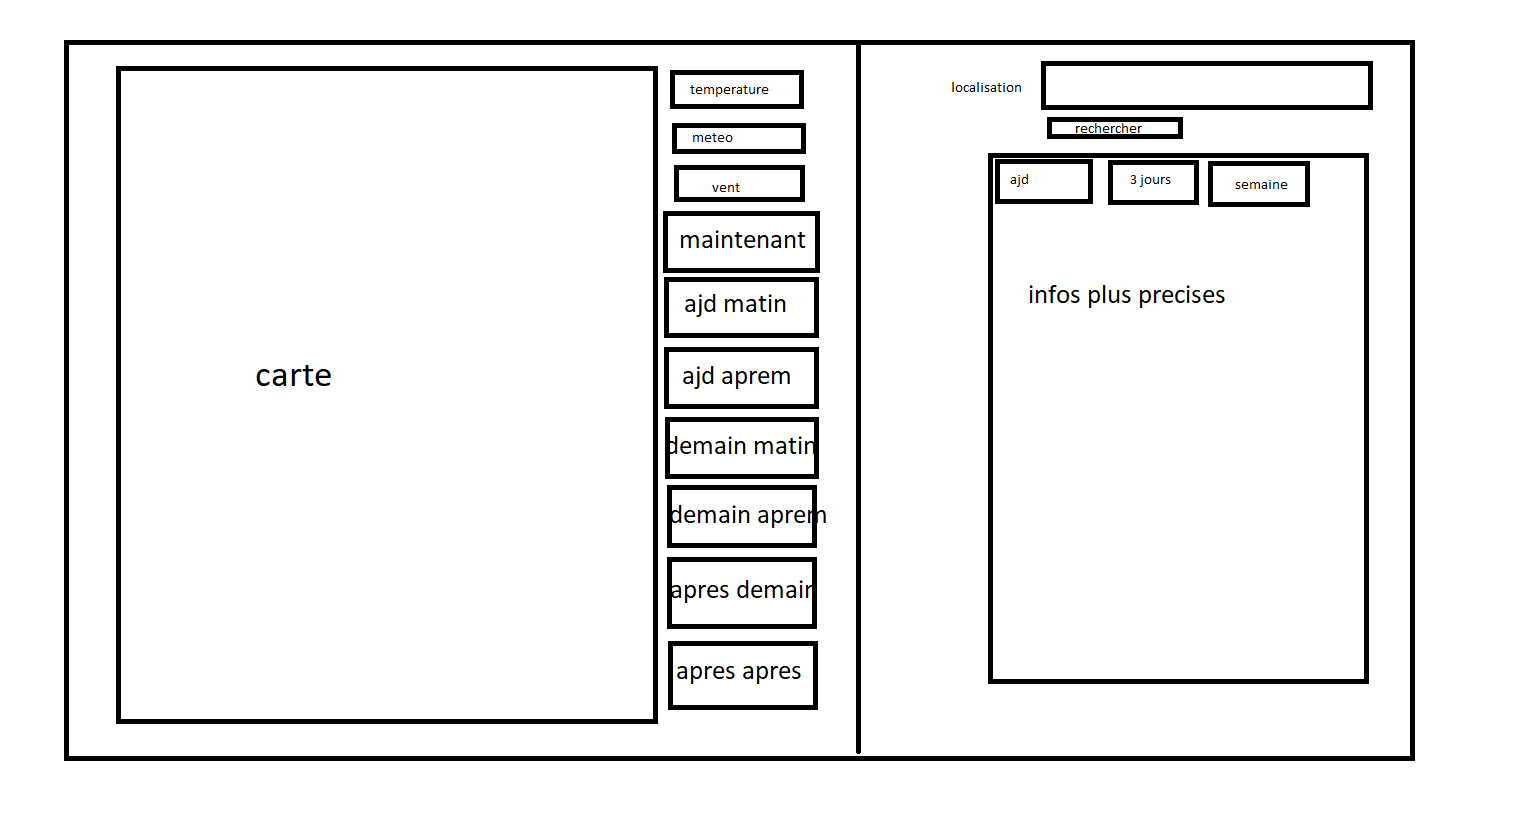 temperature
meteo
vent
maintenant
ajd matin
ajd aprem
demain matin
demain aprem
apres demain
apres apres
carte
localisation
rechercher
ajd
3 jours
semaine
infos plus precises